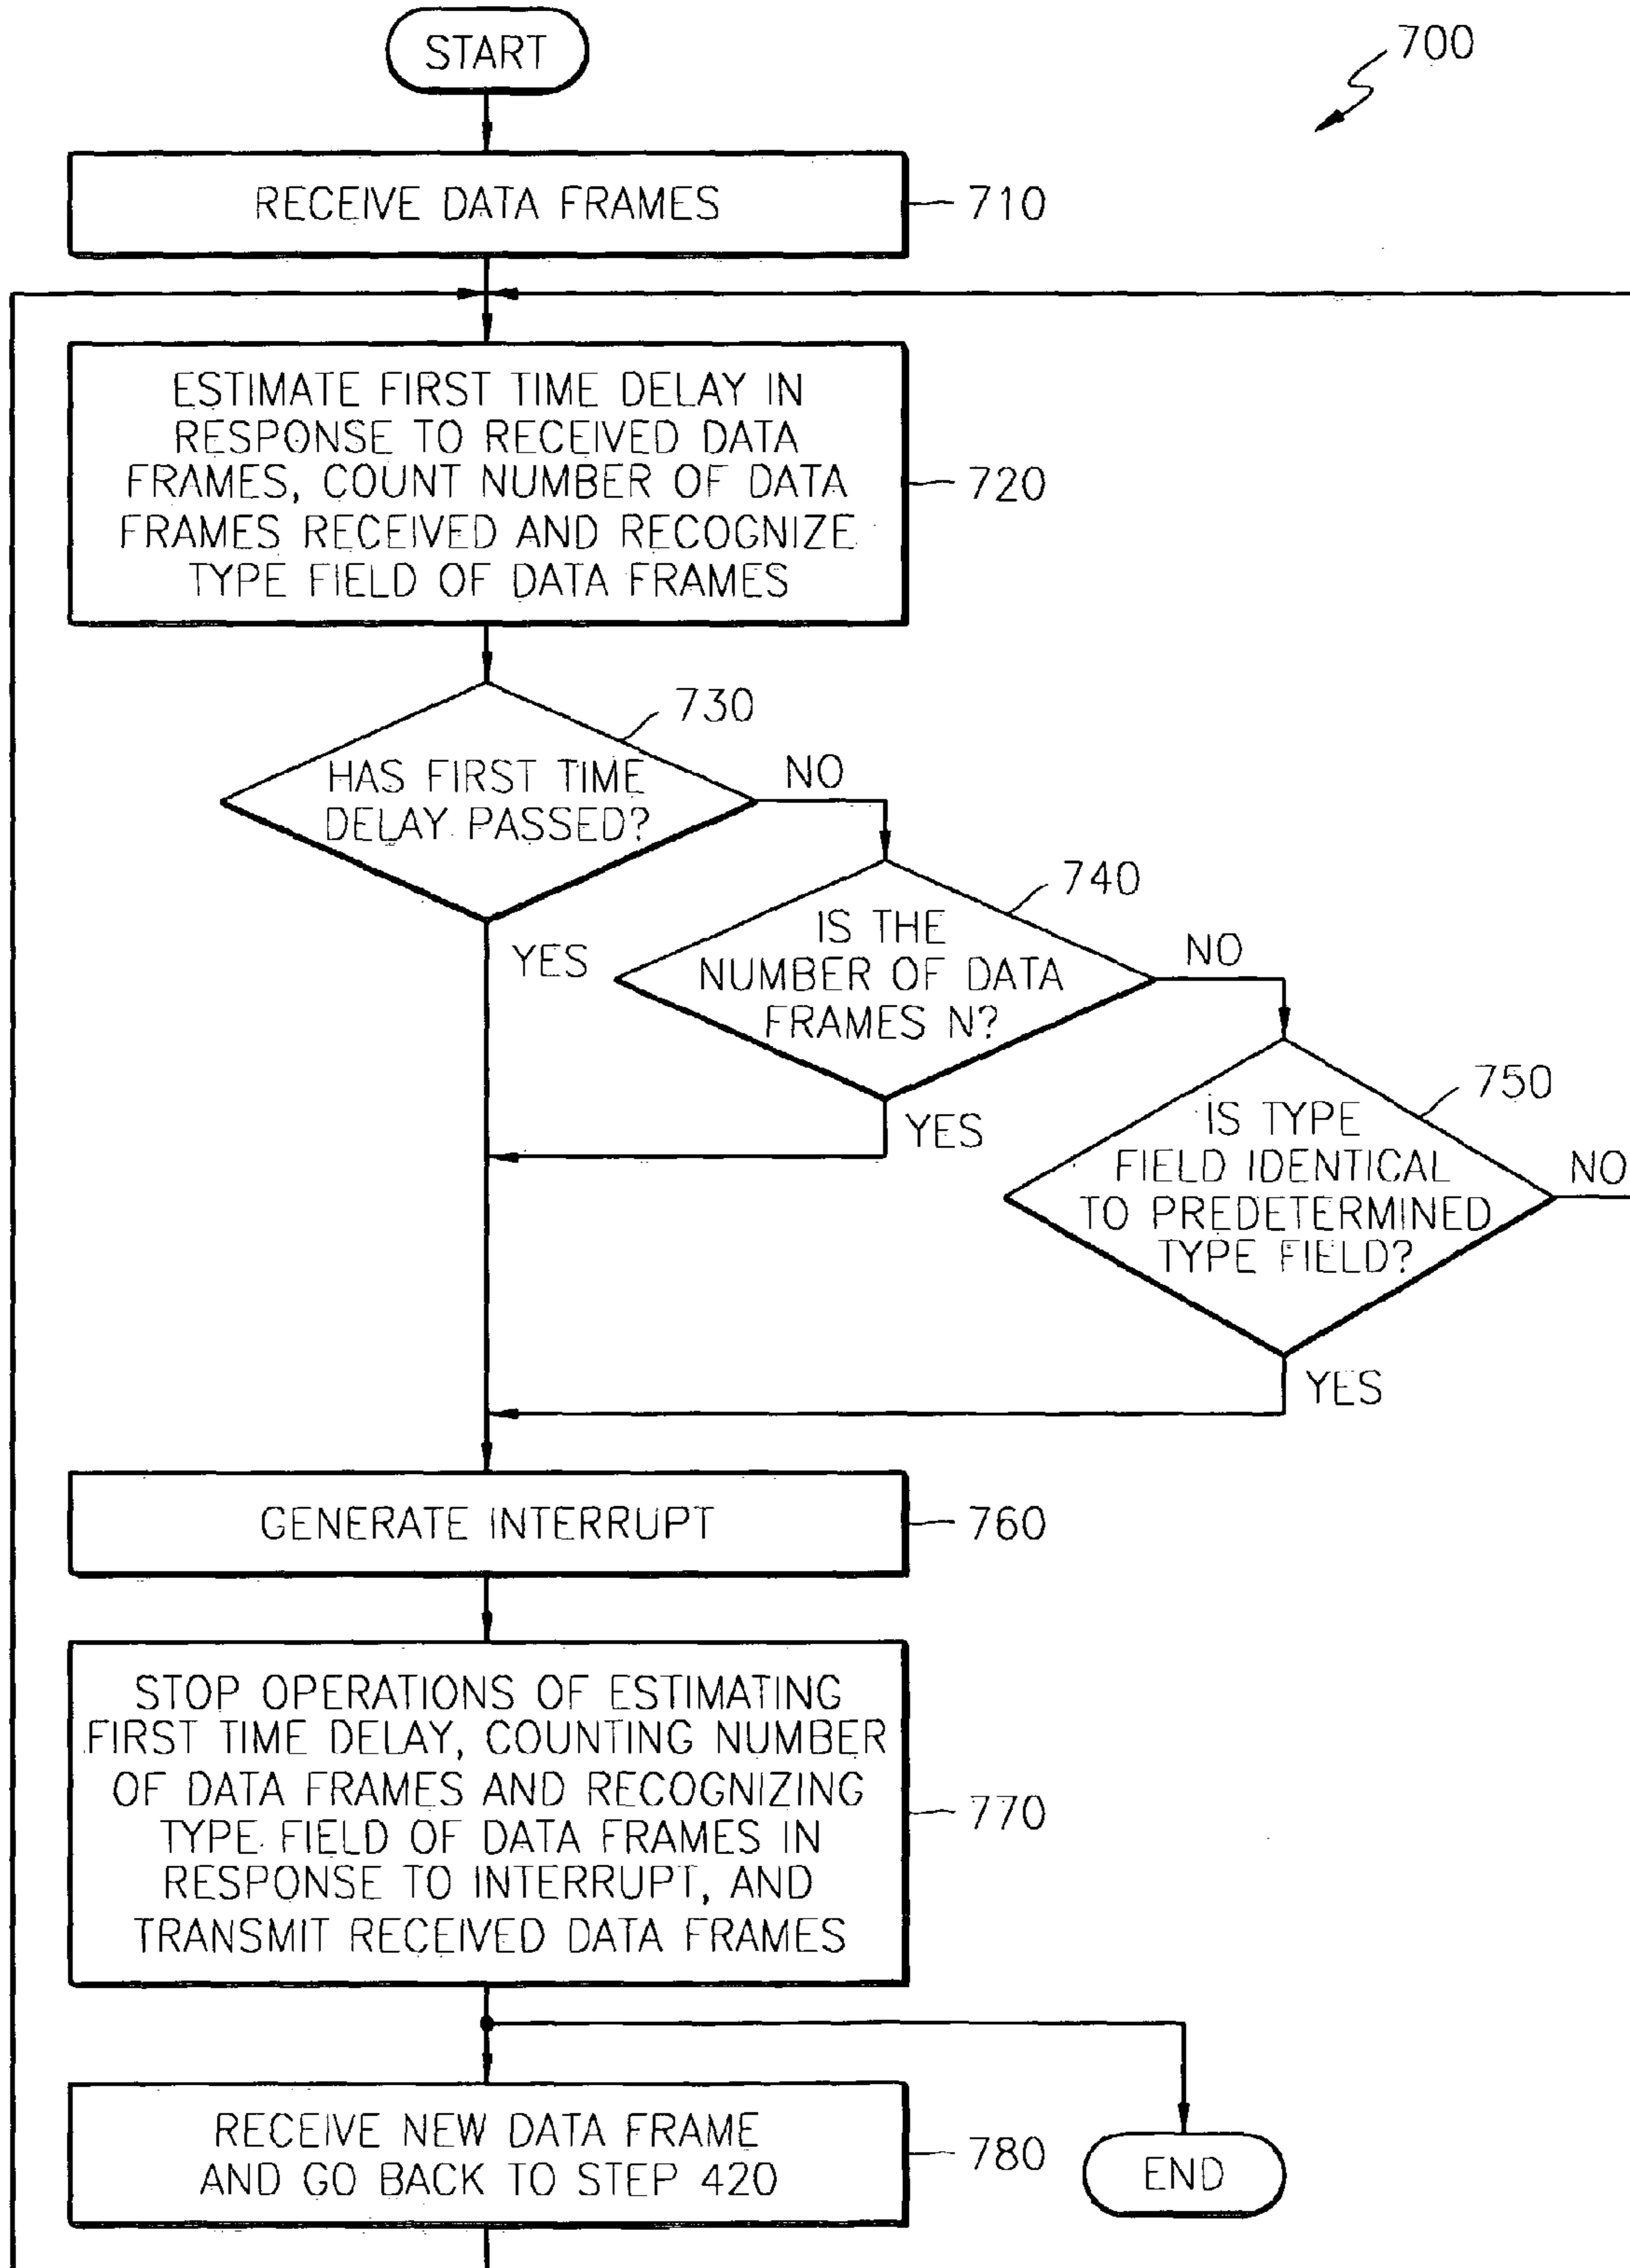 START
700
RECEIVE DATA FRAMES
710
ESTIMATE FIRST TIME DELAY IN
RESPONSE TO RECEIVED DATA
FRAMES, COUNT NUMBER OF DATA
FRAMES RECEIVED AND RECOGNIZE
TYPE FIELD OF DATA FRAMES
720
730
HAS FIRST TIME
DELAY PASSED?
NO
YES
740
IS THE
NUMBER OF DATA
FRAMES N?
NO
YES
750
IS TYPE
FIELD IDENTICAL
TO PREDETERMINED
TYPE FIELD?
NO
YES
GENERATE INTERRUPT
760
STOP OPERATIONS OF ESTIMATING
FIRST TIME DELAY, COUNTING NUMBER
OF DATA FRAMES AND RECOGNIZING
TYPE FIELD OF DATA FRAMES IN
RESPONSE TO INTERRUPT, AND
TRANSMIT RECEIVED DATA FRAMES
770
RECEIVE NEW DATA FRAME
AND GO BACK TO STEP 420
780
END